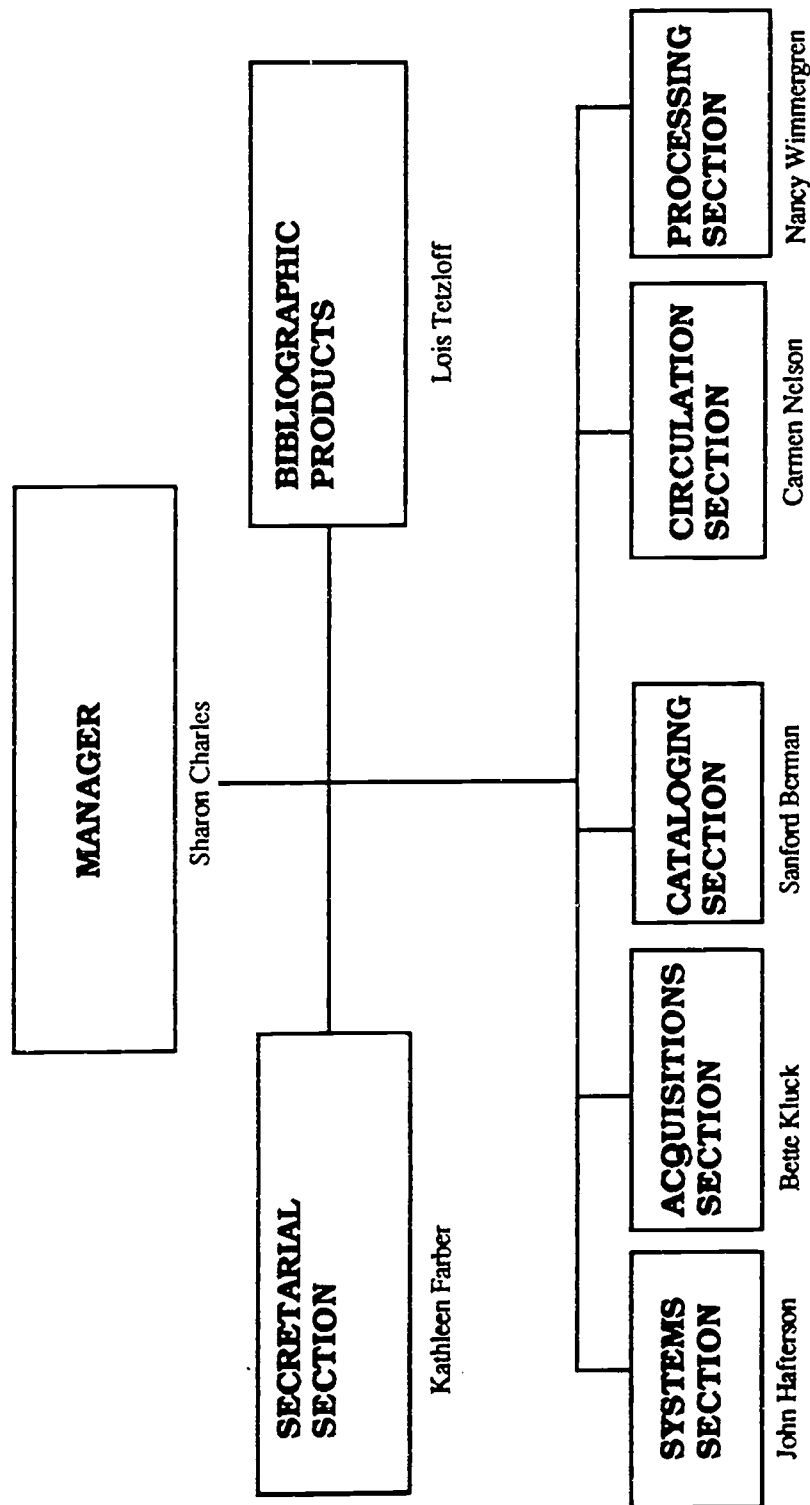 MANAGER
Sharon Charles
SECRETARIAL
SECTION
Kathleen Farber
BIBLIOGRAPHIC
PRODUCTS
Lois Tetzloff
SYSTEMS
SECTION
John Hafterson
ACQUISITIONS
SECTION
Bette Kluck
CATALOGING
SECTION
Sanford Berman
CIRCULATION
SECTION
Carmen Nelson
PROCESSING
SECTION
Nancy Wimmergren